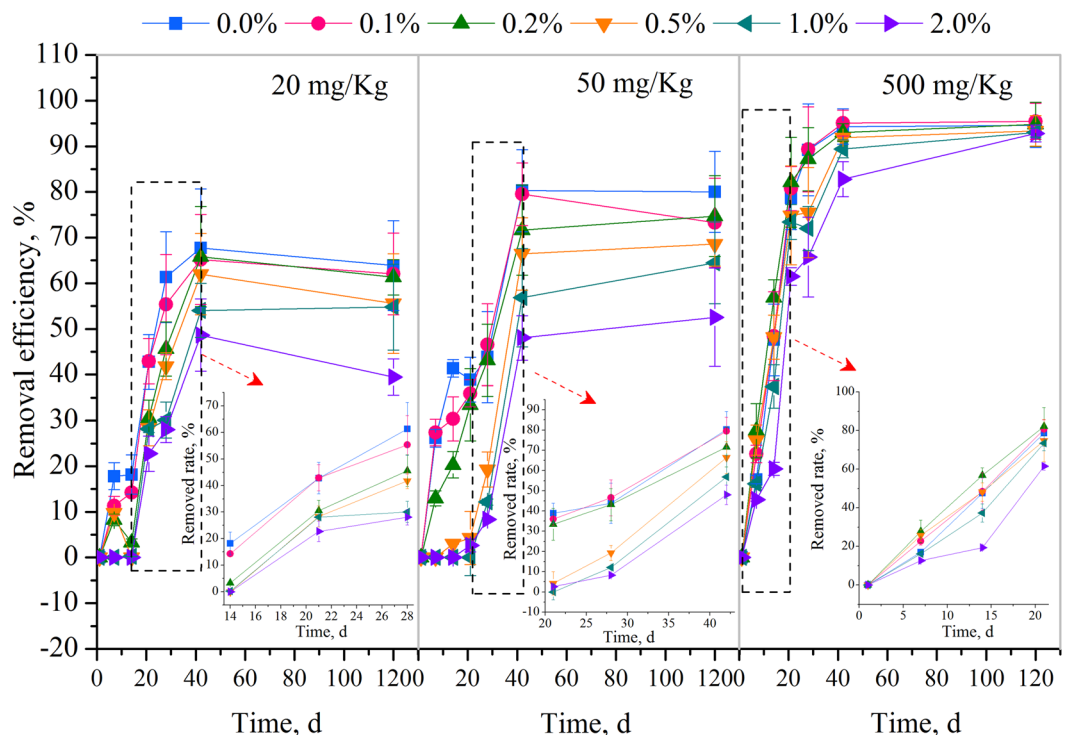 0.0% 0.1% 0.2% 0.5% 1.0% 2.0%
Removal efficiency, %
110
100
90
80
70
60
50
40
30
20
10
0
-10
-20
20 mg/Kg
50 mg/Kg
500 mg/Kg
Removed rate, %
70
60
50
40
30
20
10
0
14 16 18 20 22 24 26 28
Time, d
Removed rate, %
90
80
70
60
50
40
30
20
10
0
-10
20 25 30 35 40
Time, d
Removed rate, %
80
60
40
20
0
0 5 10 15 20
Time, d
0 20 40 60 80 100 120
0 20 40 60 80 100 120
0 20 40 60 80 100 120
Time, d
Time, d
Time, d